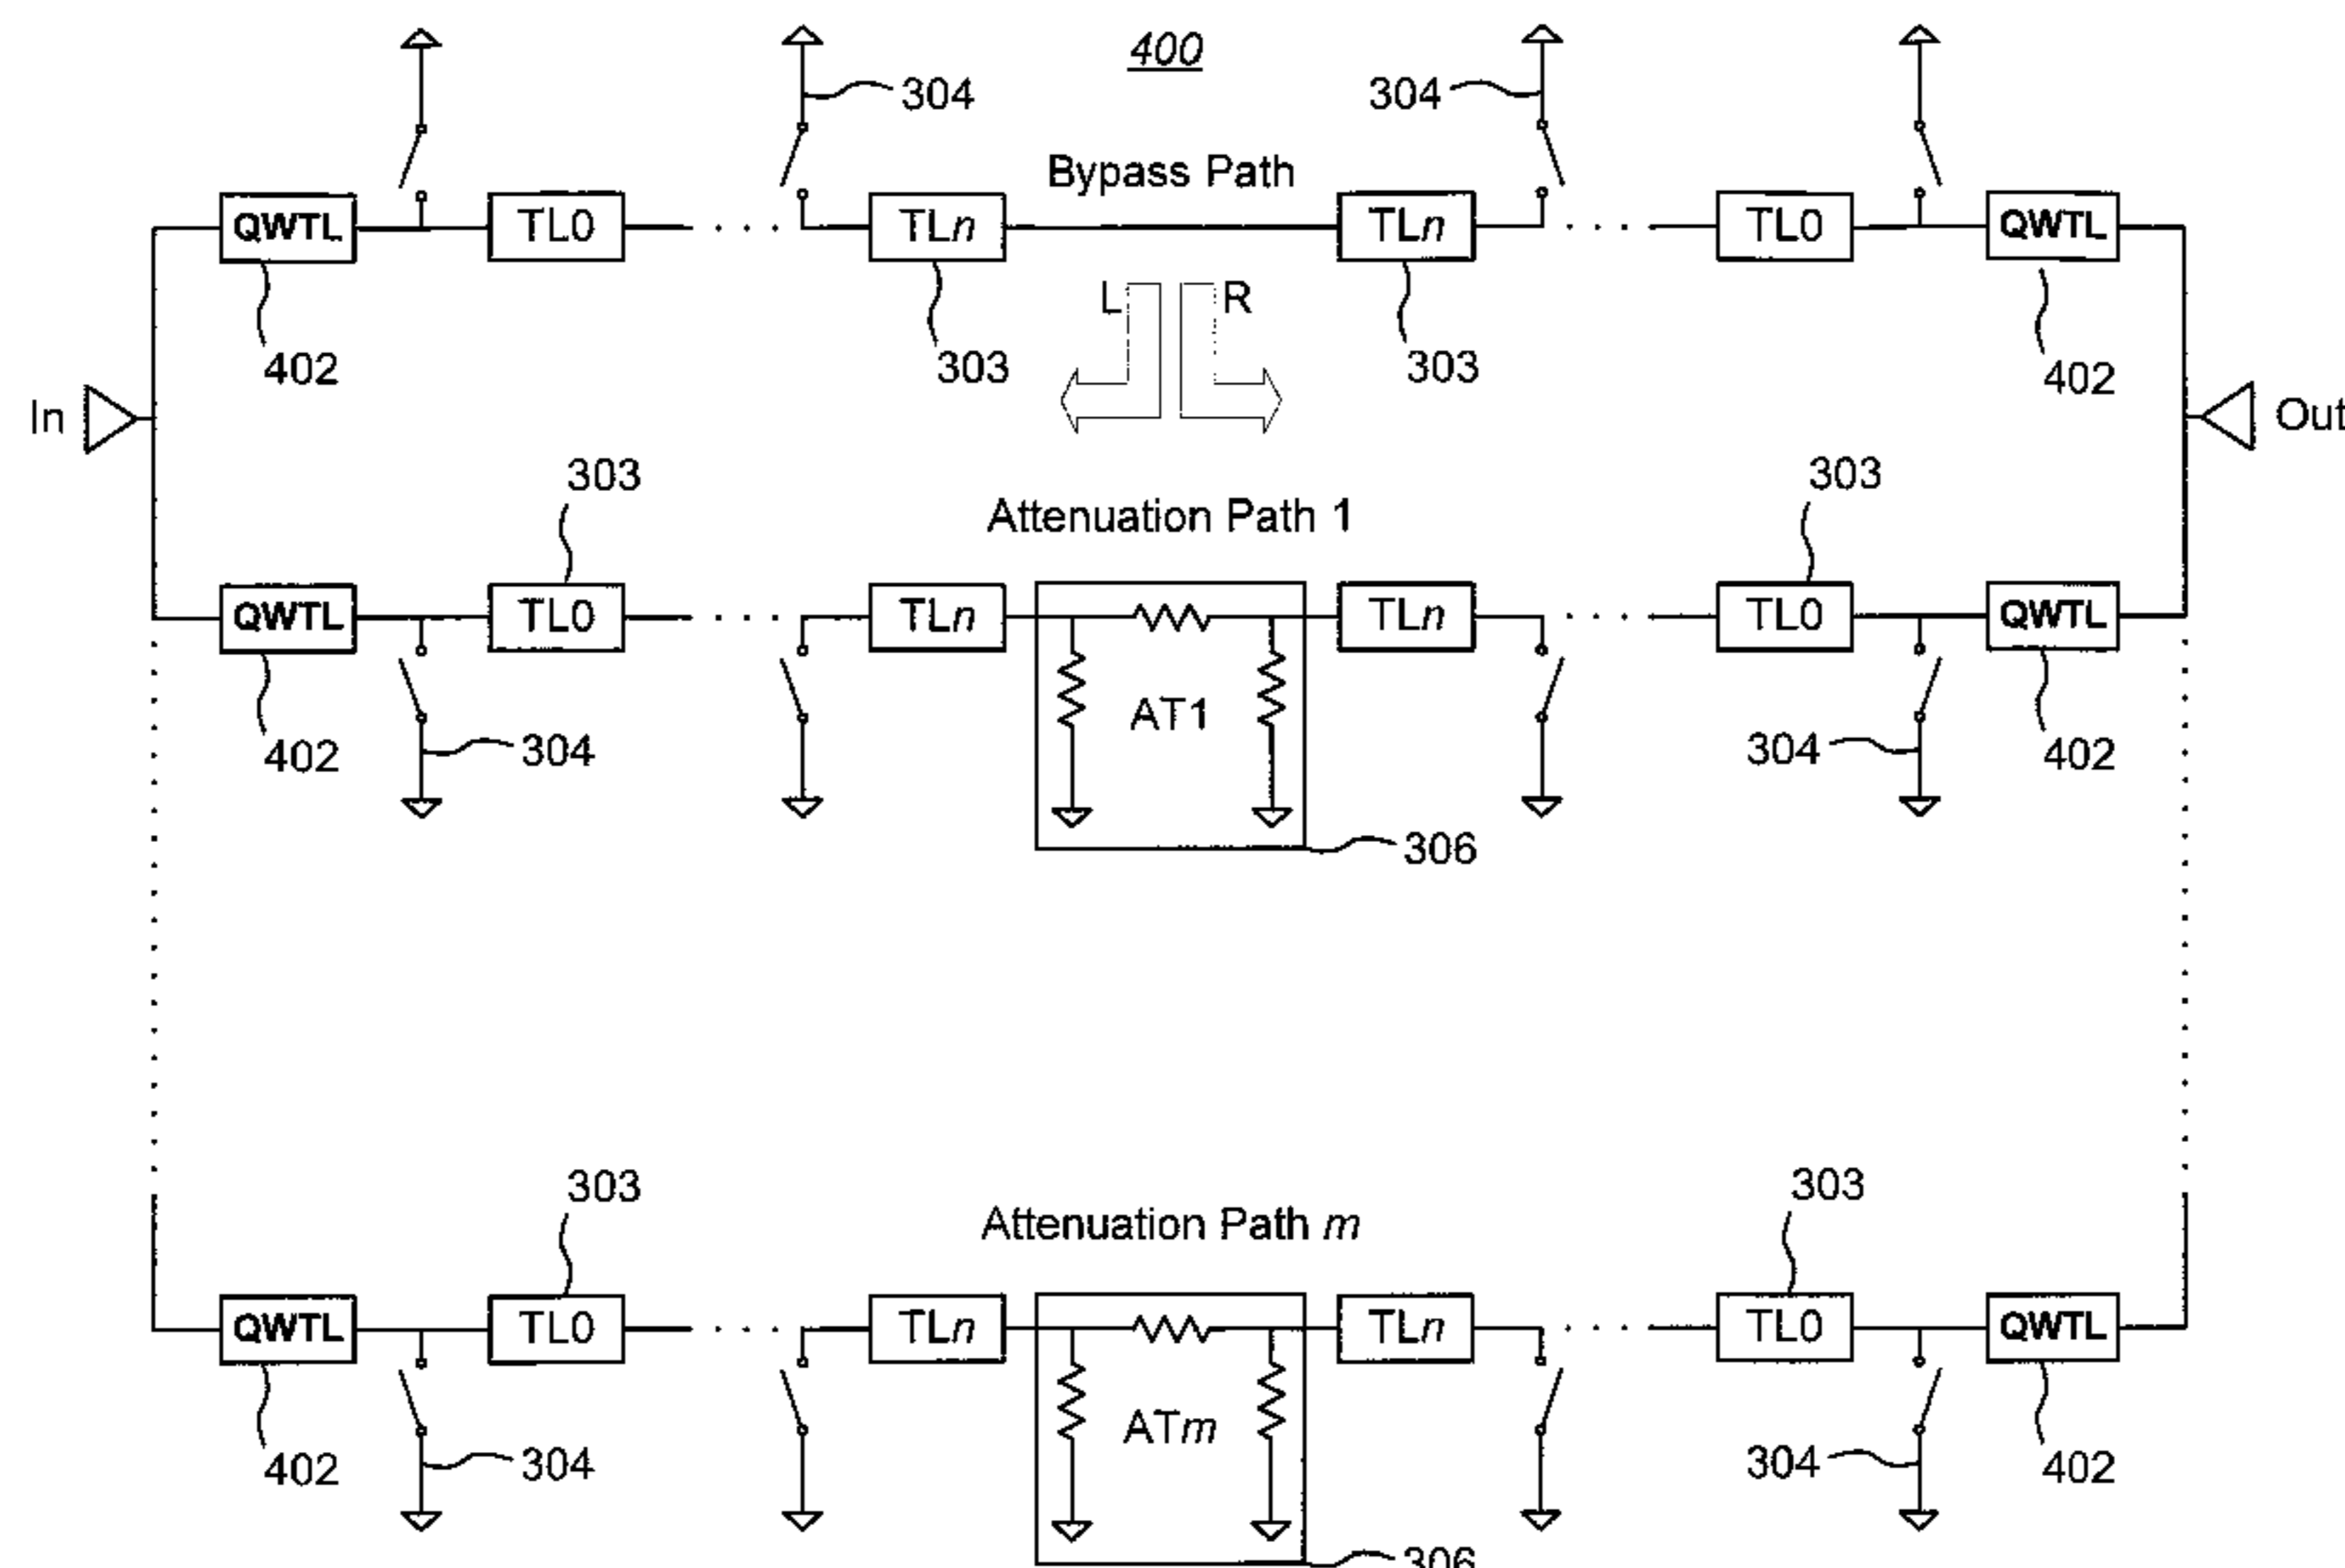 400
304 304
Bypass Path
QWTL TL0 . . . TLn TLn . . . TL0 QWTL
L R
402 303 303 402
In Out
303 303
Attenuation Path 1
QWTL TL0 . . . TLn TLn . . . TL0 QWTL
AT1
402 304 304 402
306
303 303
Attenuation Path m
QWTL TL0 . . . TLn TLn . . . TL0 QWTL
ATm
402 304 304 402
306